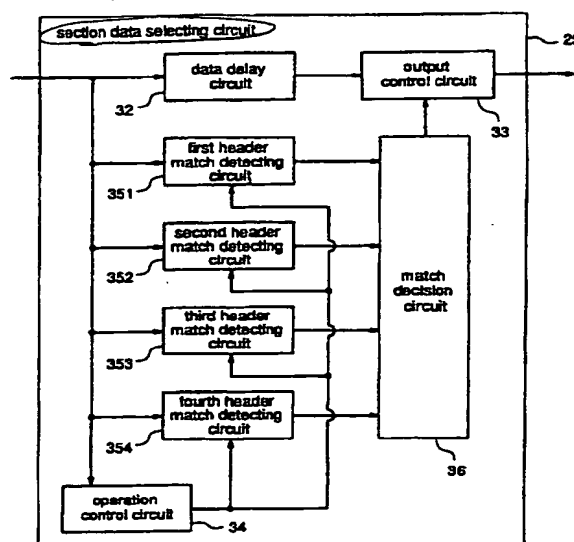 section data selecting circuit
data delay
circuit
32
output
control circuit
33
first header
match detecting
circuit
351
second header
match detecting
circuit
352
third header
match detecting
circuit
353
fourth header
match detecting
circuit
354
match
decision
circuit
36
operation
control circuit
34